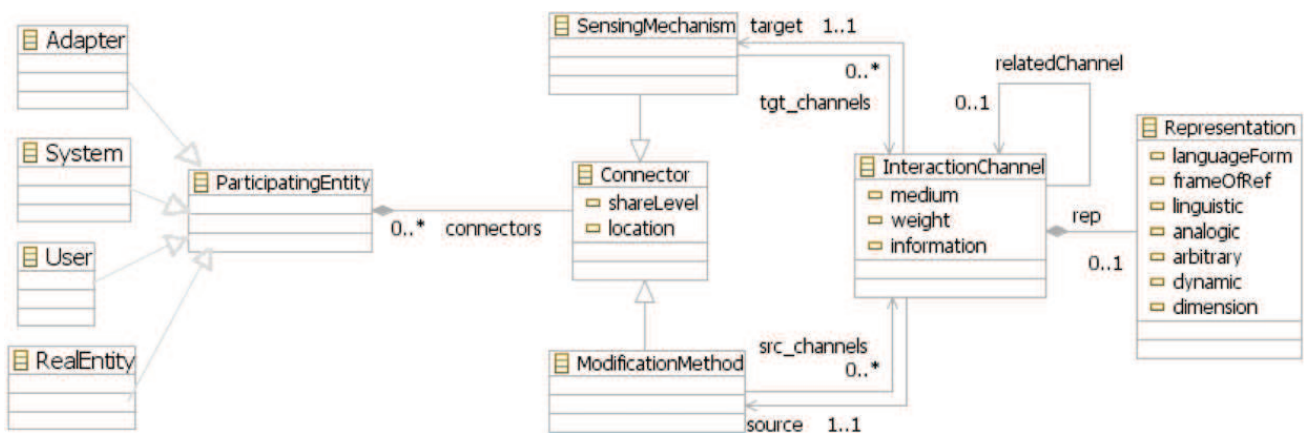 Adapter
System
User
RealEntity
ParticipatingEntity
0..* connectors
SensingMechanism
target 1..1
0..*
tgt_channels
Connector
shareLevel
location
ModificationMethod
src_channels
0..*
source 1..1
relatedChannel
0..1
InteractionChannel
medium
weight
information
rep
0..1
Representation
languageForm
frameOfRef
linguistic
analogic
arbitrary
dynamic
dimension